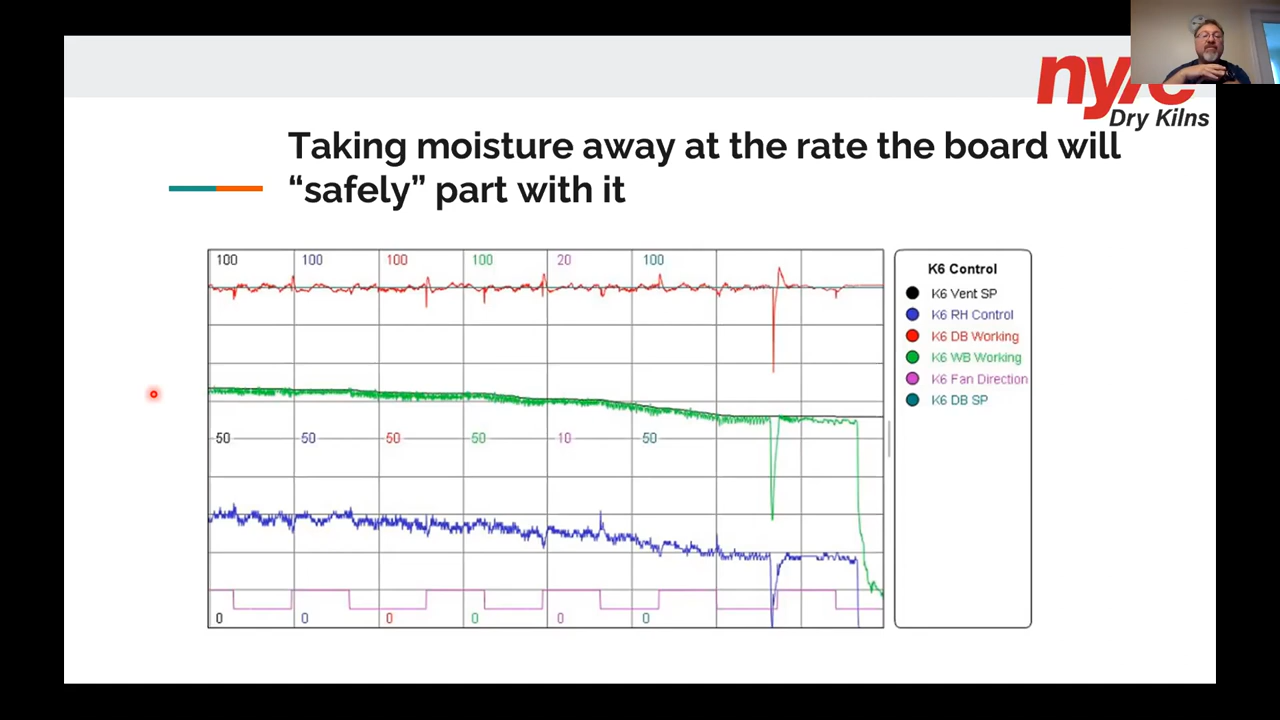 Dry Kilns
Taking moisture away at the rate the board will
“safely” part with it
100 100 100 100 20 100
50 50 50 50 10 50
0 0 0 0 0 0
K6 Control
K6 Vent SP
K6 RH Control
K6 DB Working
K6 WB Working
K6 Fan Direction
K6 DB SP